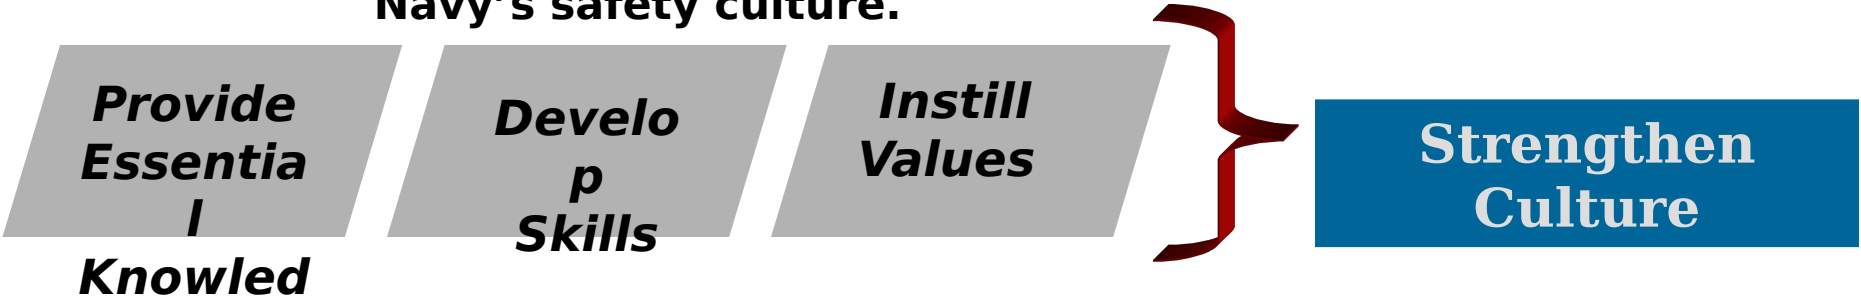 Navy's safety culture.
Provide
Essentia
l
Knowled
Develo
p
Skills
Instill
Values
Strengthen
Culture